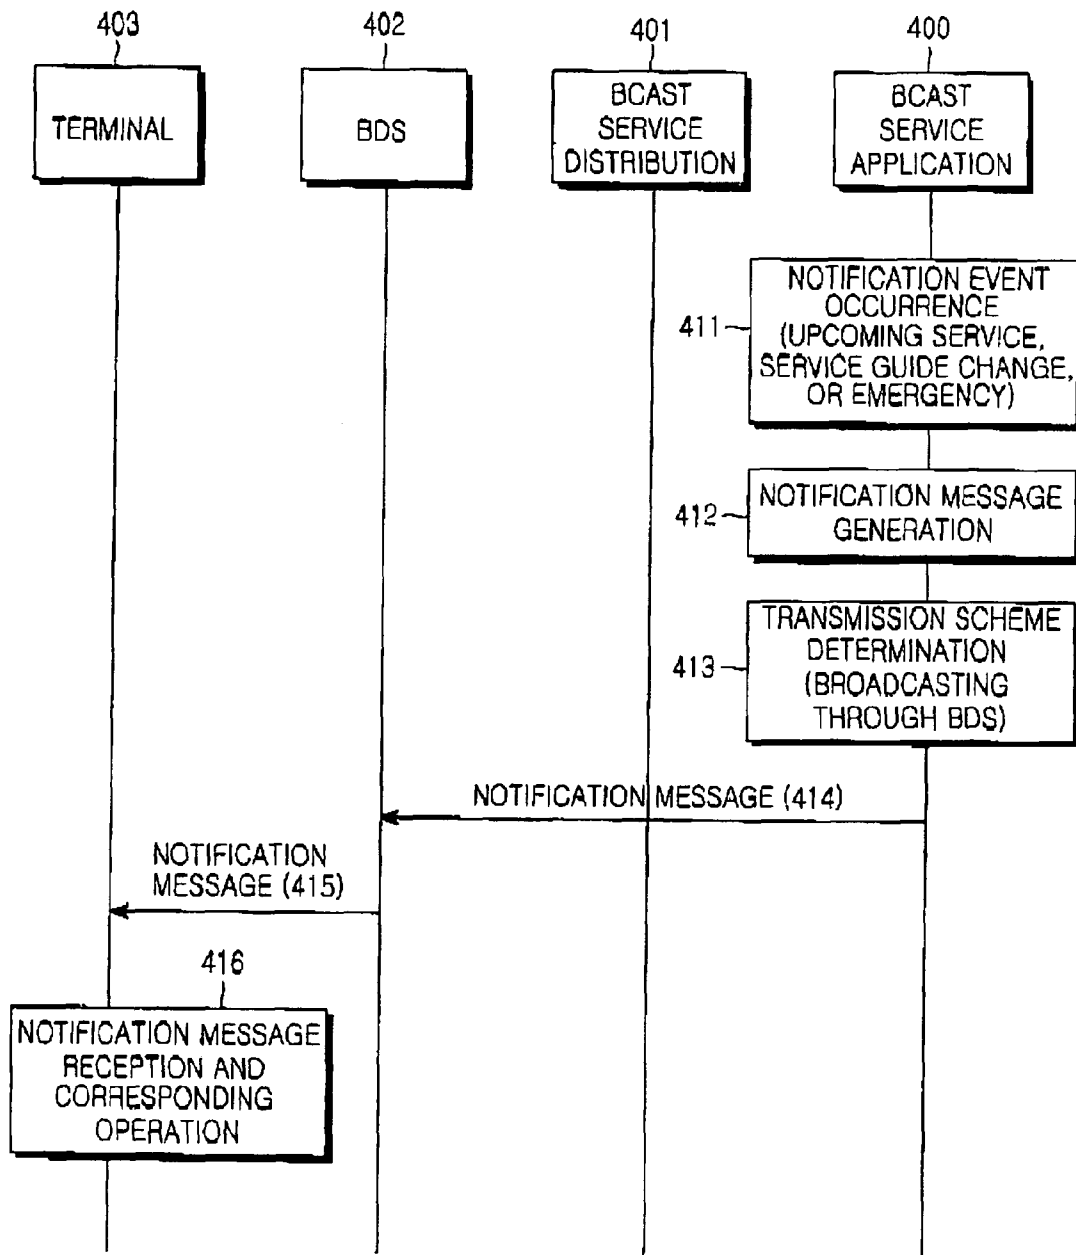 403
402
401
400
TERMINAL
BDS
BCAST
SERVICE
DISTRIBUTION
BCAST
SERVICE
APPLICATION
411
NOTIFICATION EVENT
OCCURRENCE
(UPCOMING SERVICE,
SERVICE GUIDE CHANGE,
OR EMERGENCY)
412
NOTIFICATION MESSAGE
GENERATION
413
TRANSMISSION SCHEME
DETERMINATION
(BROADCASTING
THROUGH BDS)
NOTIFICATION MESSAGE (414)
NOTIFICATION
MESSAGE (415)
416
NOTIFICATION MESSAGE
RECEPTION AND
CORRESPONDING
OPERATION